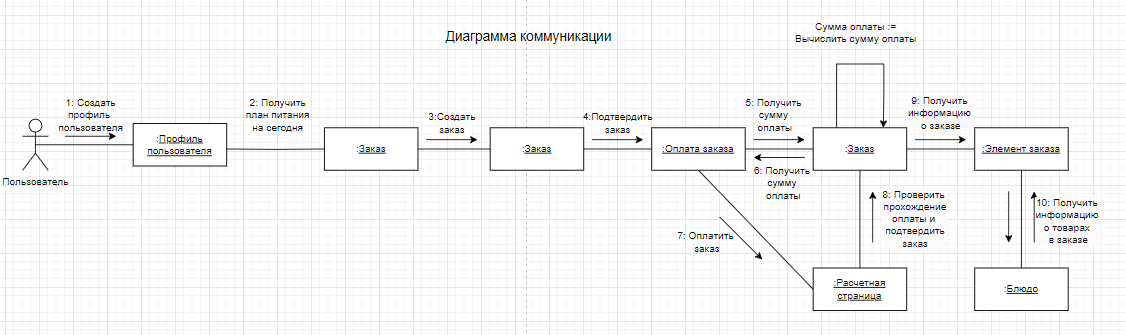 Диаграмма коммуникации
Сумма оплаты :=
Вычислить сумму оплаты
1: Создать
профиль
пользователя
Пользователь
:Профиль
пользователя
2: Получить
план питания
на сегодня
:Заказ
3:Создать
заказ
:Заказ
4:Подтвердить
заказ
:Оплата заказа
5: Получить
сумму
оплаты
6: Получить
сумму
оплаты
:Заказ
9: Получить
информацию
о заказе
:Элемент заказа
7: Оплатить
заказ
8: Проверить
прохождение
оплаты и
подтвердить
заказ
10: Получить
информацию
о товарах
в заказе
:Расчетная
страница
:Блюдо